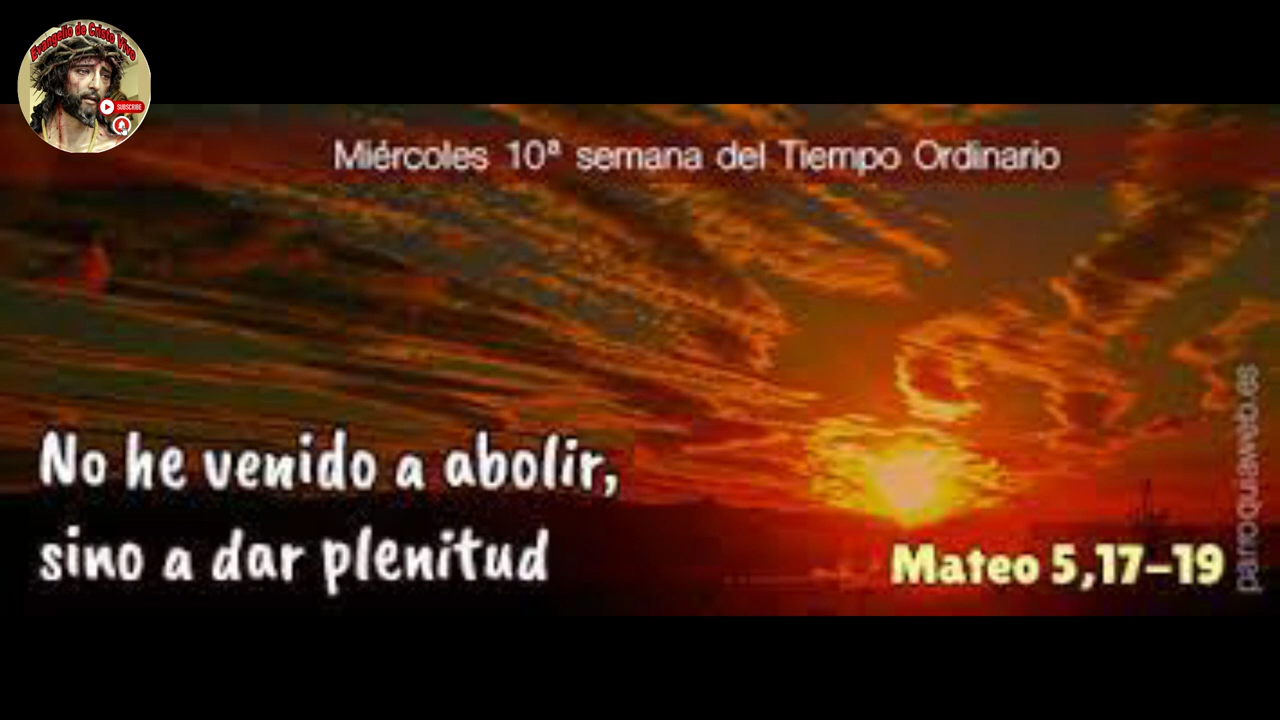 Evangelio de Cristo Vivo
SUBSCRIBE
Miércoles 10ª semana del Tiempo Ordinario
No he venido a abolir,
sino a dar plenitud
Mateo 5,17-19
parroquiaweb.es